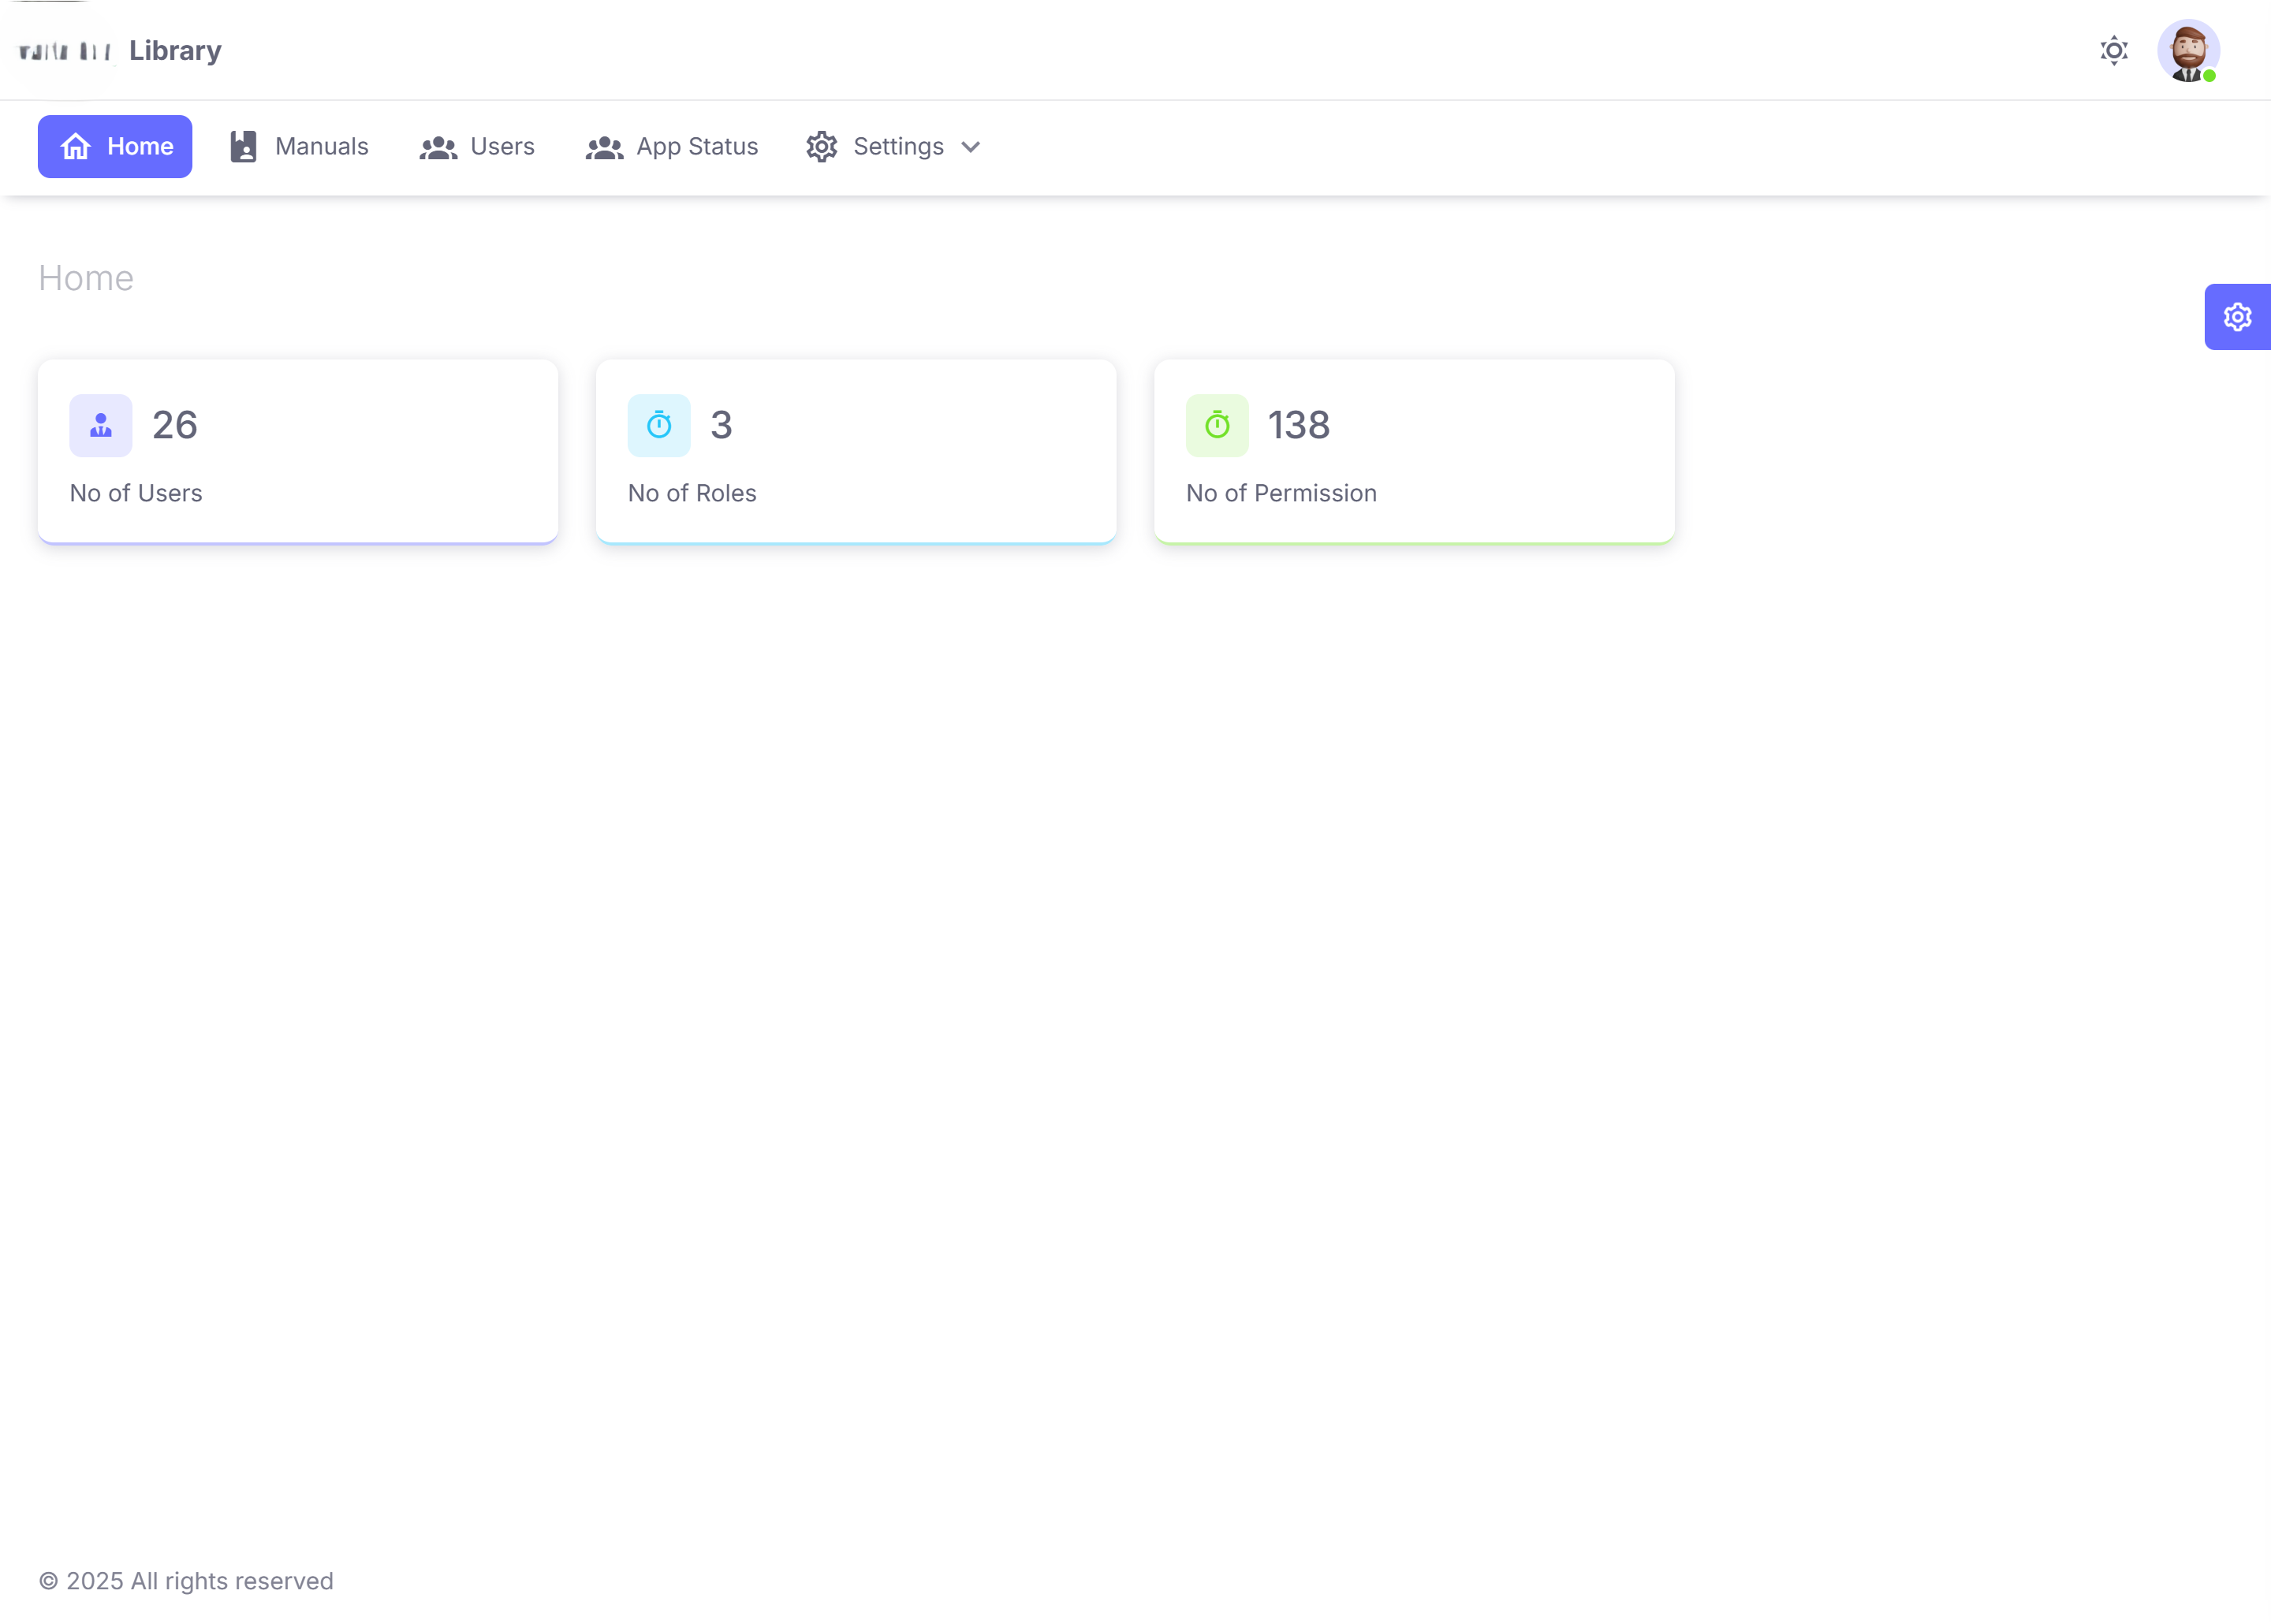 Library
Home Manuals Users App Status Settings
Home
26 3 138
No of Users No of Roles No of Permission
© 2025 All rights reserved